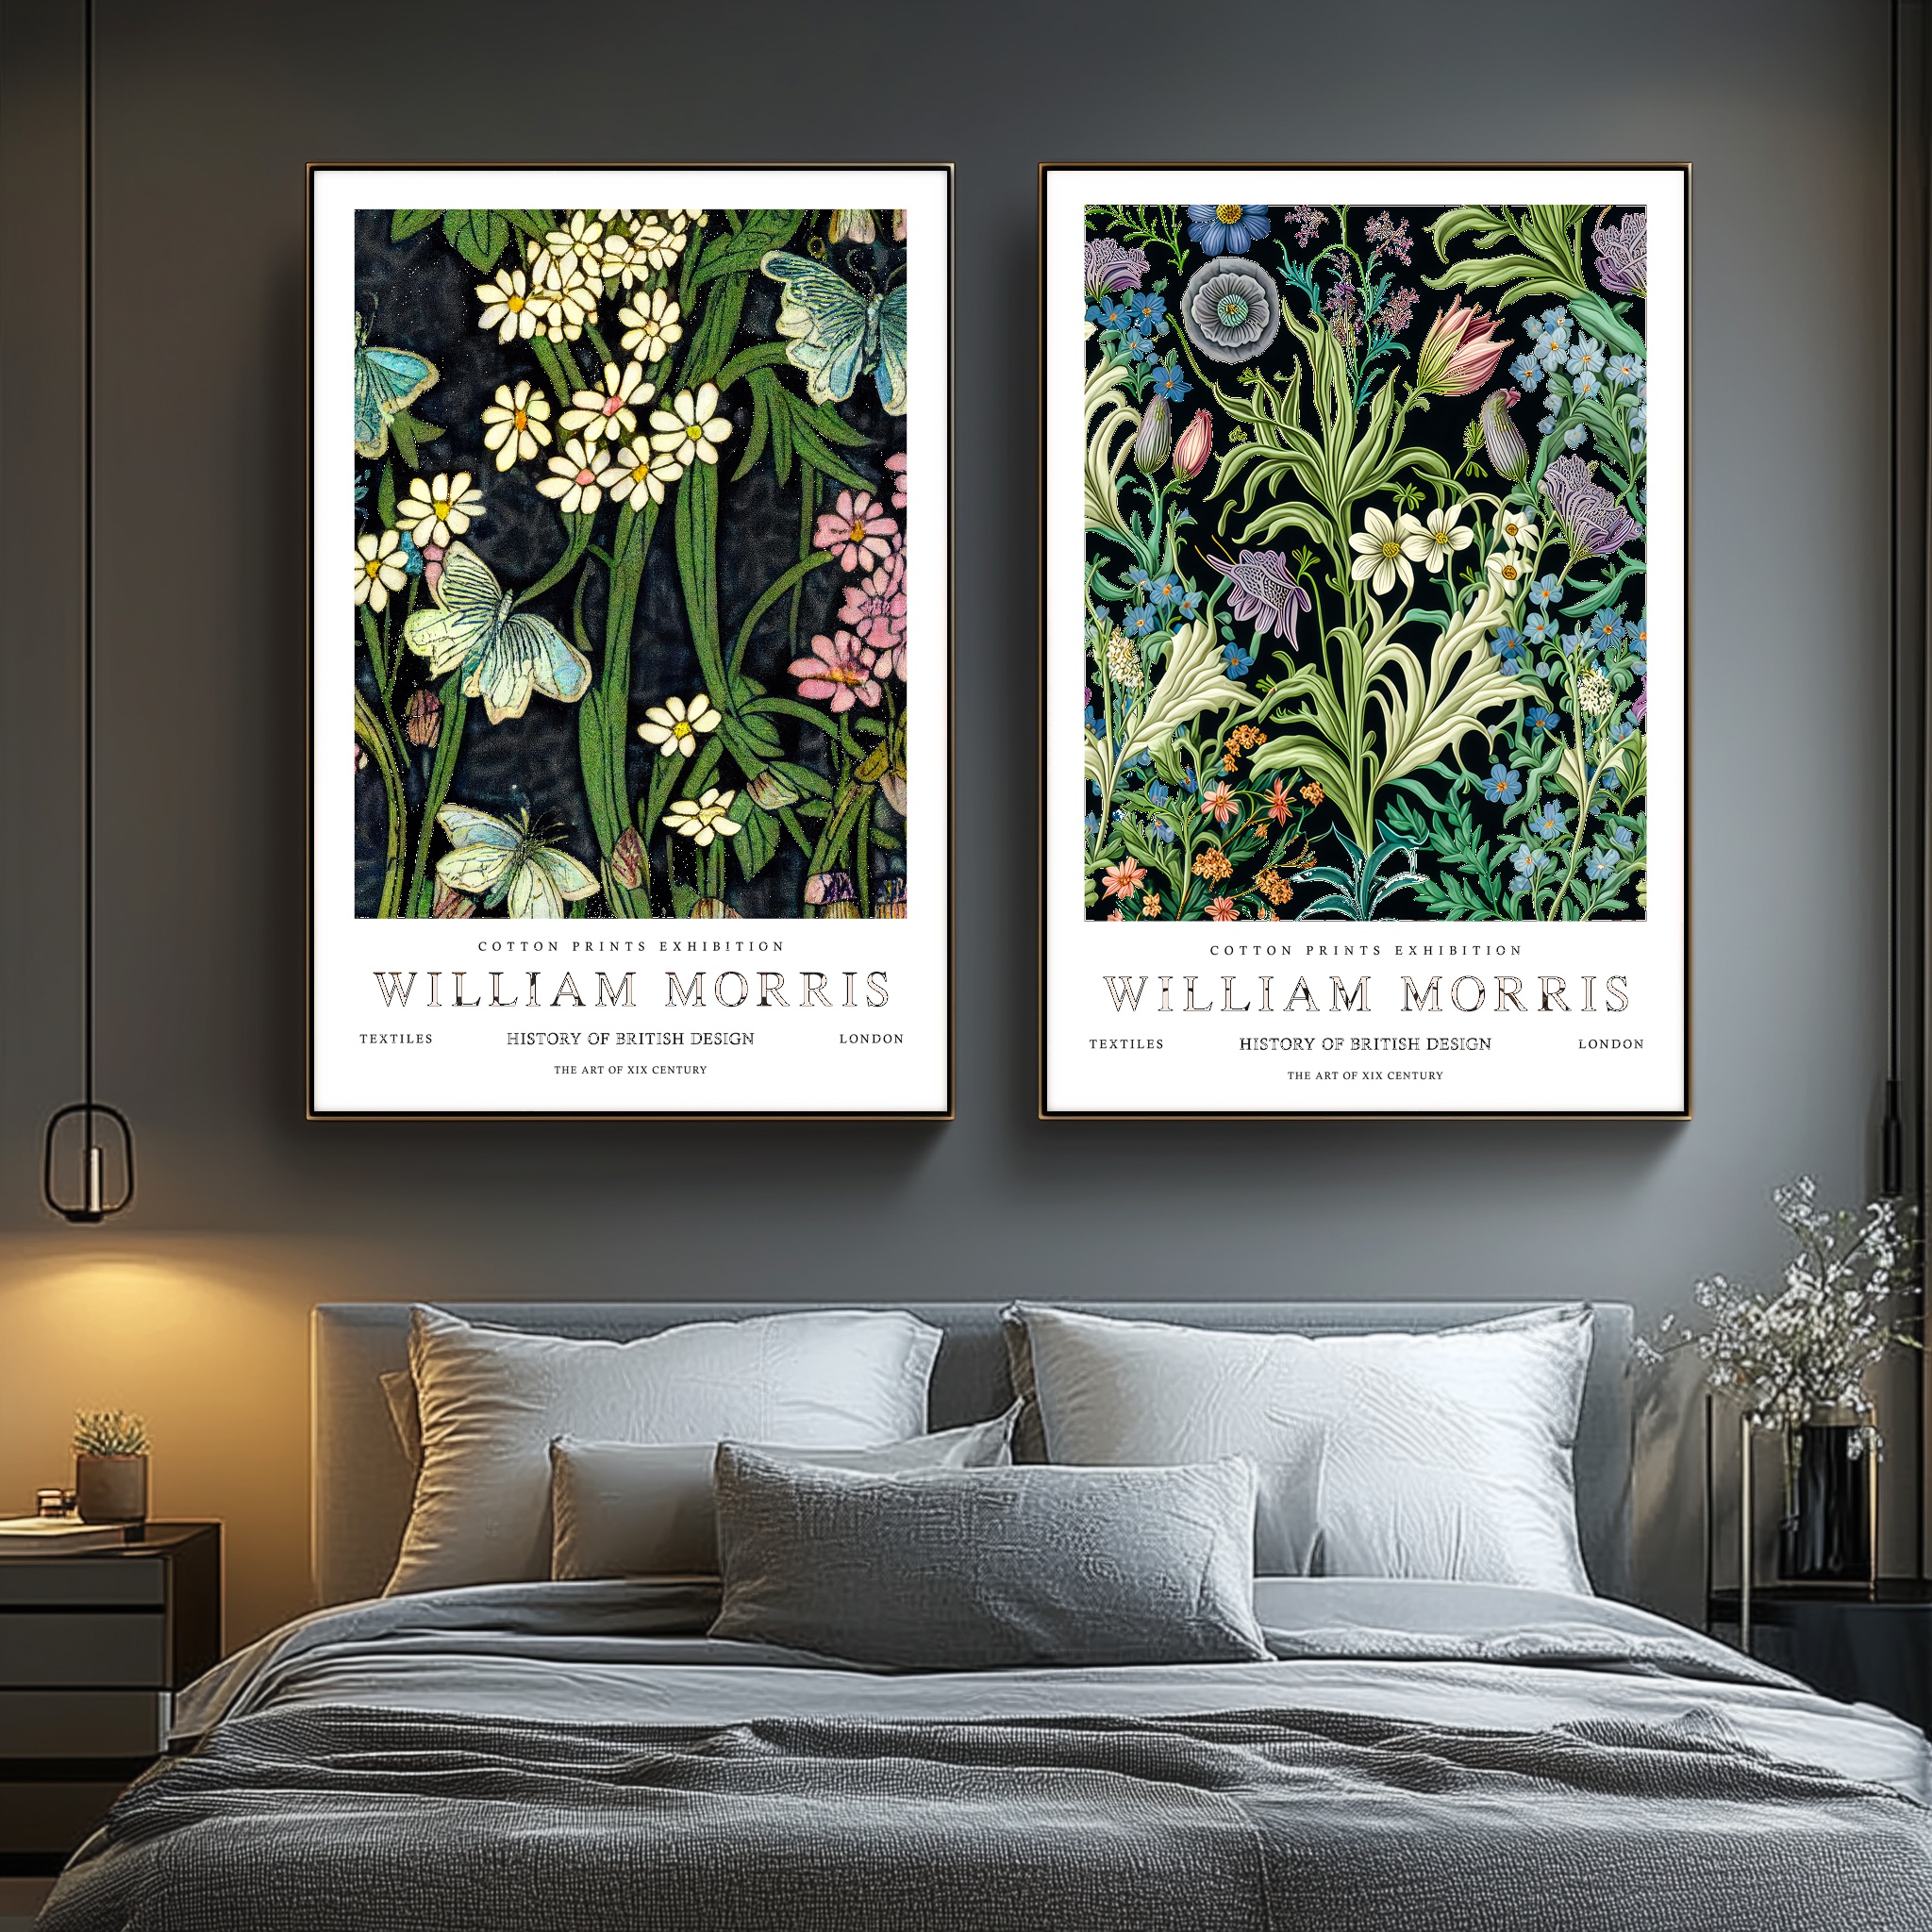 COTTON PRINTS EXHIBITION
WILLIAM MORRIS
TEXTILES HISTORY OF BRITISH DESIGN LONDON
THE ART OF XIX CENTURY
COTTON PRINTS EXHIBITION
WILLIAM MORRIS
TEXTILES HISTORY OF BRITISH DESIGN LONDON
THE ART OF XIX CENTURY